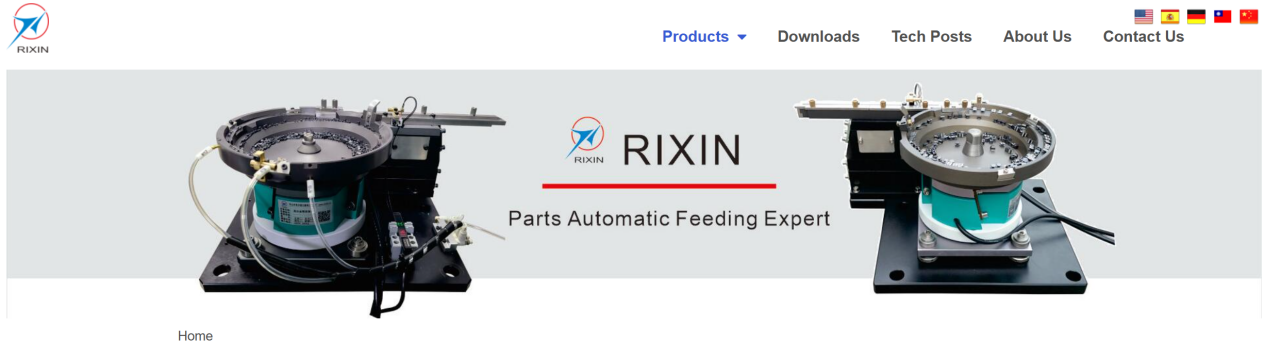 RIXIN
Products
Downloads
Tech Posts
About Us
Contact Us
RIXIN
RIXIN
Parts Automatic Feeding Expert
Home